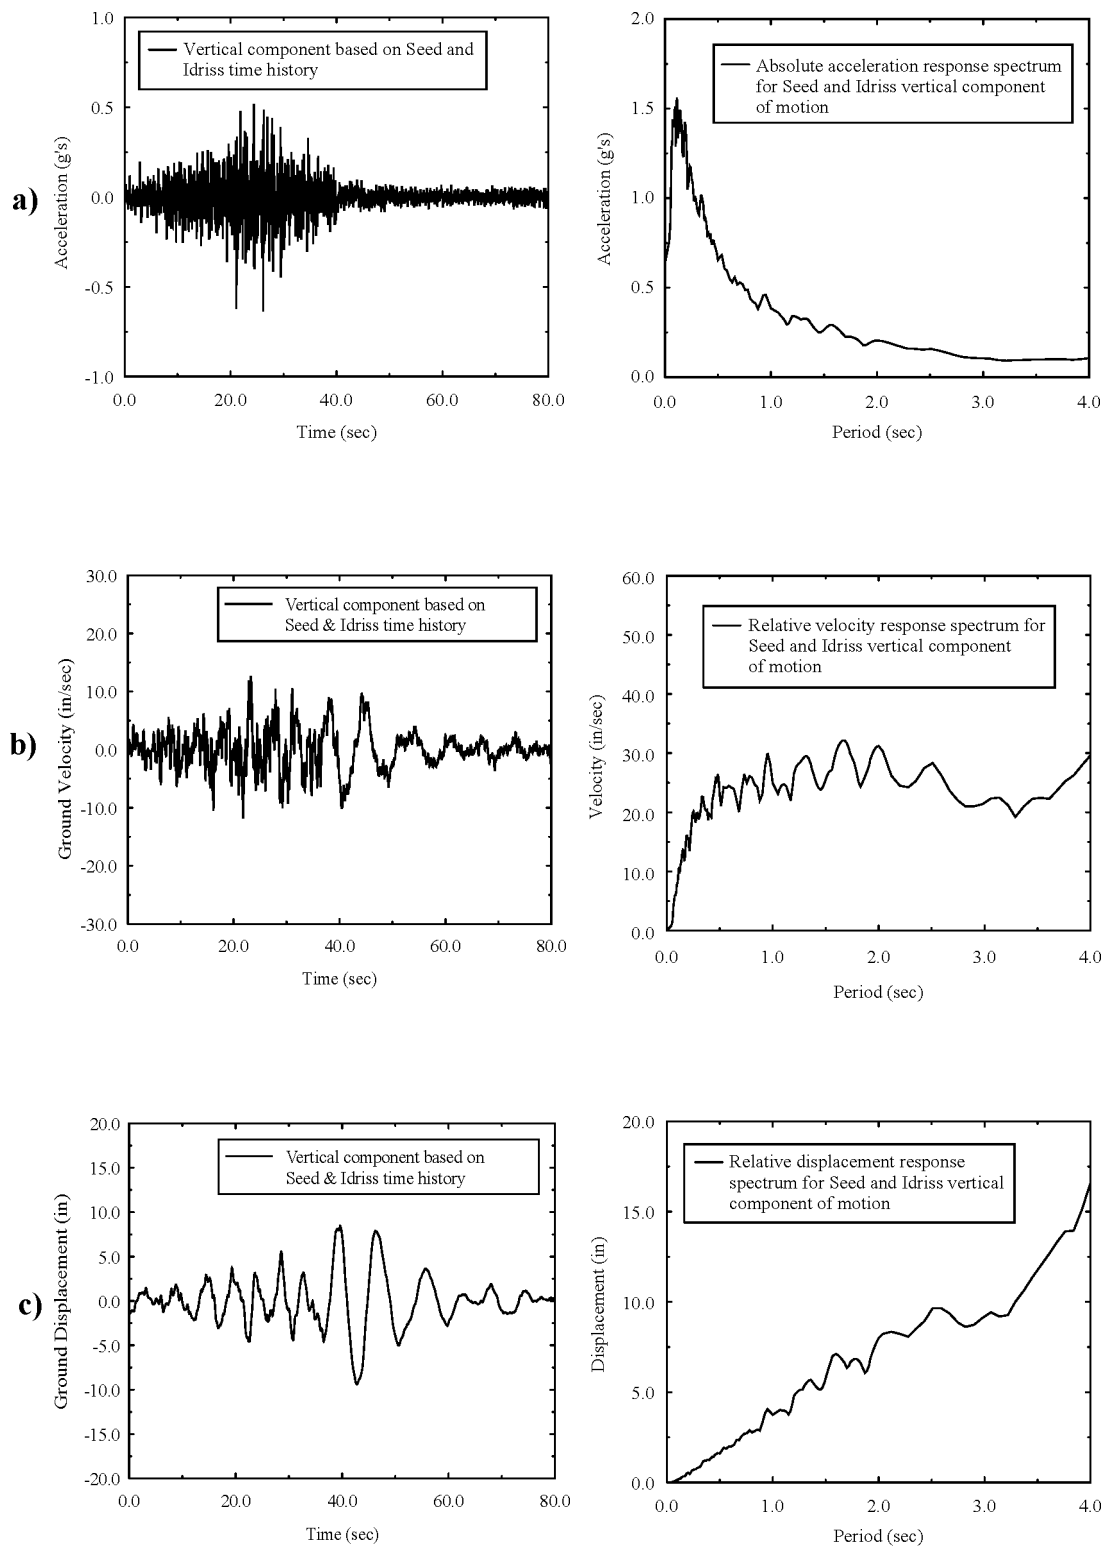 a)
1.0
0.5
0.0
-0.5
-1.0
Acceleration (g's)
Vertical component based on Seed and
Idriss time history
0.0 20.0 40.0 60.0 80.0
Time (sec)
2.0
1.5
1.0
0.5
0.0
Acceleration (g's)
Absolute acceleration response spectrum
for Seed and Idriss vertical component
of motion
0.0 1.0 2.0 3.0 4.0
Period (sec)
b)
30.0
20.0
10.0
0.0
-10.0
-20.0
-30.0
Ground Velocity (in/sec)
Vertical component based on
Seed & Idriss time history
0.0 20.0 40.0 60.0 80.0
Time (sec)
60.0
50.0
40.0
30.0
20.0
10.0
0.0
Velocity (in/sec)
Relative velocity response spectrum for
Seed and Idriss vertical component
of motion
0.0 1.0 2.0 3.0 4.0
Period (sec)
c)
20.0
15.0
10.0
5.0
0.0
-5.0
-10.0
-15.0
-20.0
Ground Displacement (in)
Vertical component based on
Seed & Idriss time history
0.0 20.0 40.0 60.0 80.0
Time (sec)
20.0
15.0
10.0
5.0
0.0
Displacement (in)
Relative displacement response
spectrum for Seed and Idriss vertical
component of motion
0.0 1.0 2.0 3.0 4.0
Period (sec)